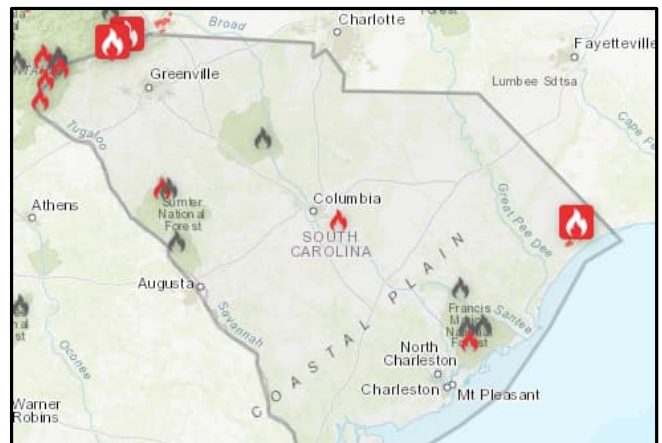 Broad
Charlotte
Fayetteville
Greenville
Lumbee Sdtsa
Tugaloo
Cape Fe
Athens
Sumter
National
Forest
Columbia
SOUTH
CAROLINA
Great Pee Dee
Augusta
Savannah
COASTAL PLAIN
Francis
National
Forest
Santee
Oconee
North
Charleston
Charleston
Mt Pleasant
Warner
Robins